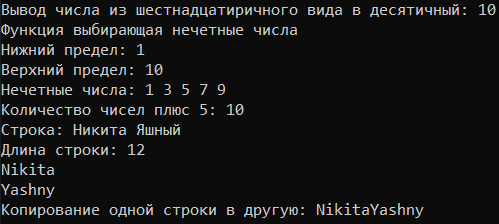 Вывод числа из шестнадцатиричного вида в десятичный: 10
Функция выбирающая нечетные числа
Нижний предел: 1
Верхний предел: 10
Нечетные числа: 1 3 5 7 9
Количество чисел плюс 5: 10
Строка: Никита Яшный
Длина строки: 12
Nikita
Yashny
Копирование одной строки в другую: NikitaYashny